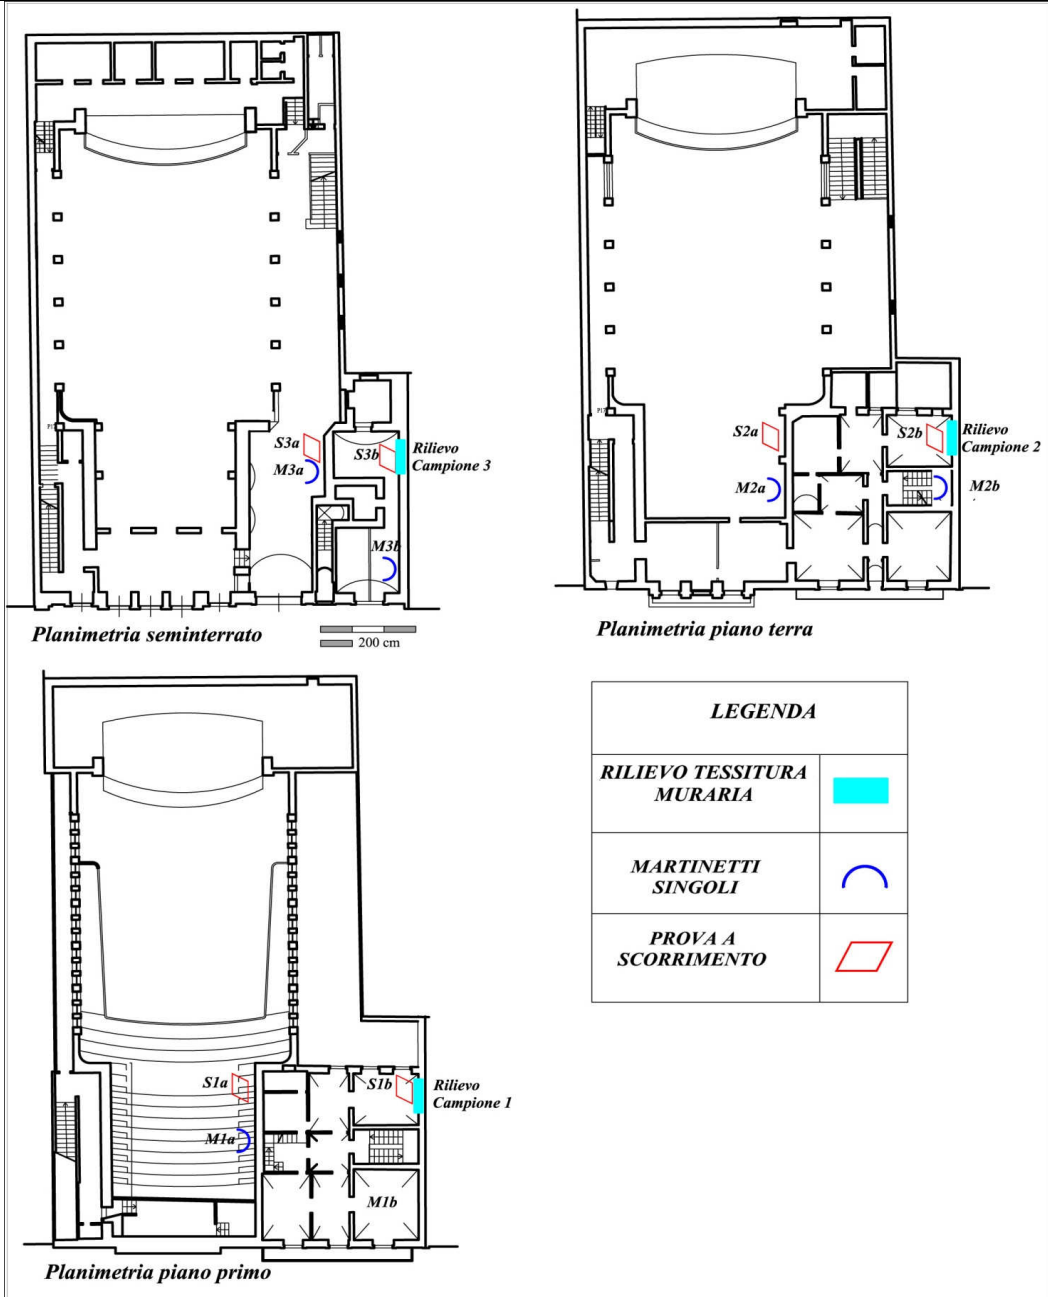 S3a
M3a
S3b
Rilievo
Campione 3
M3b
Planimetria seminterrato
200 cm
S2a
M2a
S2b
Rilievo
Campione 2
M2b
Planimetria piano terra
S1a
M1a
S1b
Rilievo
Campione 1
M1b
Planimetria piano primo
LEGENDA
RILIEVO TESSITURA
MURARIA
MARTINETTI
SINGOLI
PROVA A
SCORRIMENTO